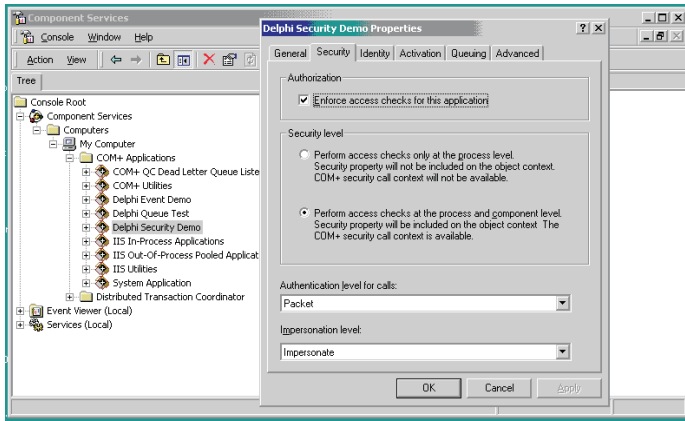 Component Services
Console Window Help
Action View
Tree
Console Root
Component Services
Computers
My Computer
COM+ Applications
COM+ QC Dead Letter Queue Liste
COM+ Utilities
Delphi Event Demo
Delphi Queue Test
Delphi Security Demo
IIS In-Process Applications
IIS Out-Of-Process Pooled Applicat
IIS Utilities
System Application
Distributed Transaction Coordinator
Event Viewer (Local)
Services (Local)
Delphi Security Demo Properties
General Security Identity Activation Queuing Advanced
Authorization
Enforce access checks for this application
Security level
Perform access checks only at the process level.
Security property will not be included on the object context.
COM+ security call context will not be available.
Perform access checks at the process and component level.
Security property will be included on the object context. The
COM+ security call context is available.
Authentication level for calls:
Packet
Impersonation level:
Impersonate
OK Cancel Apply